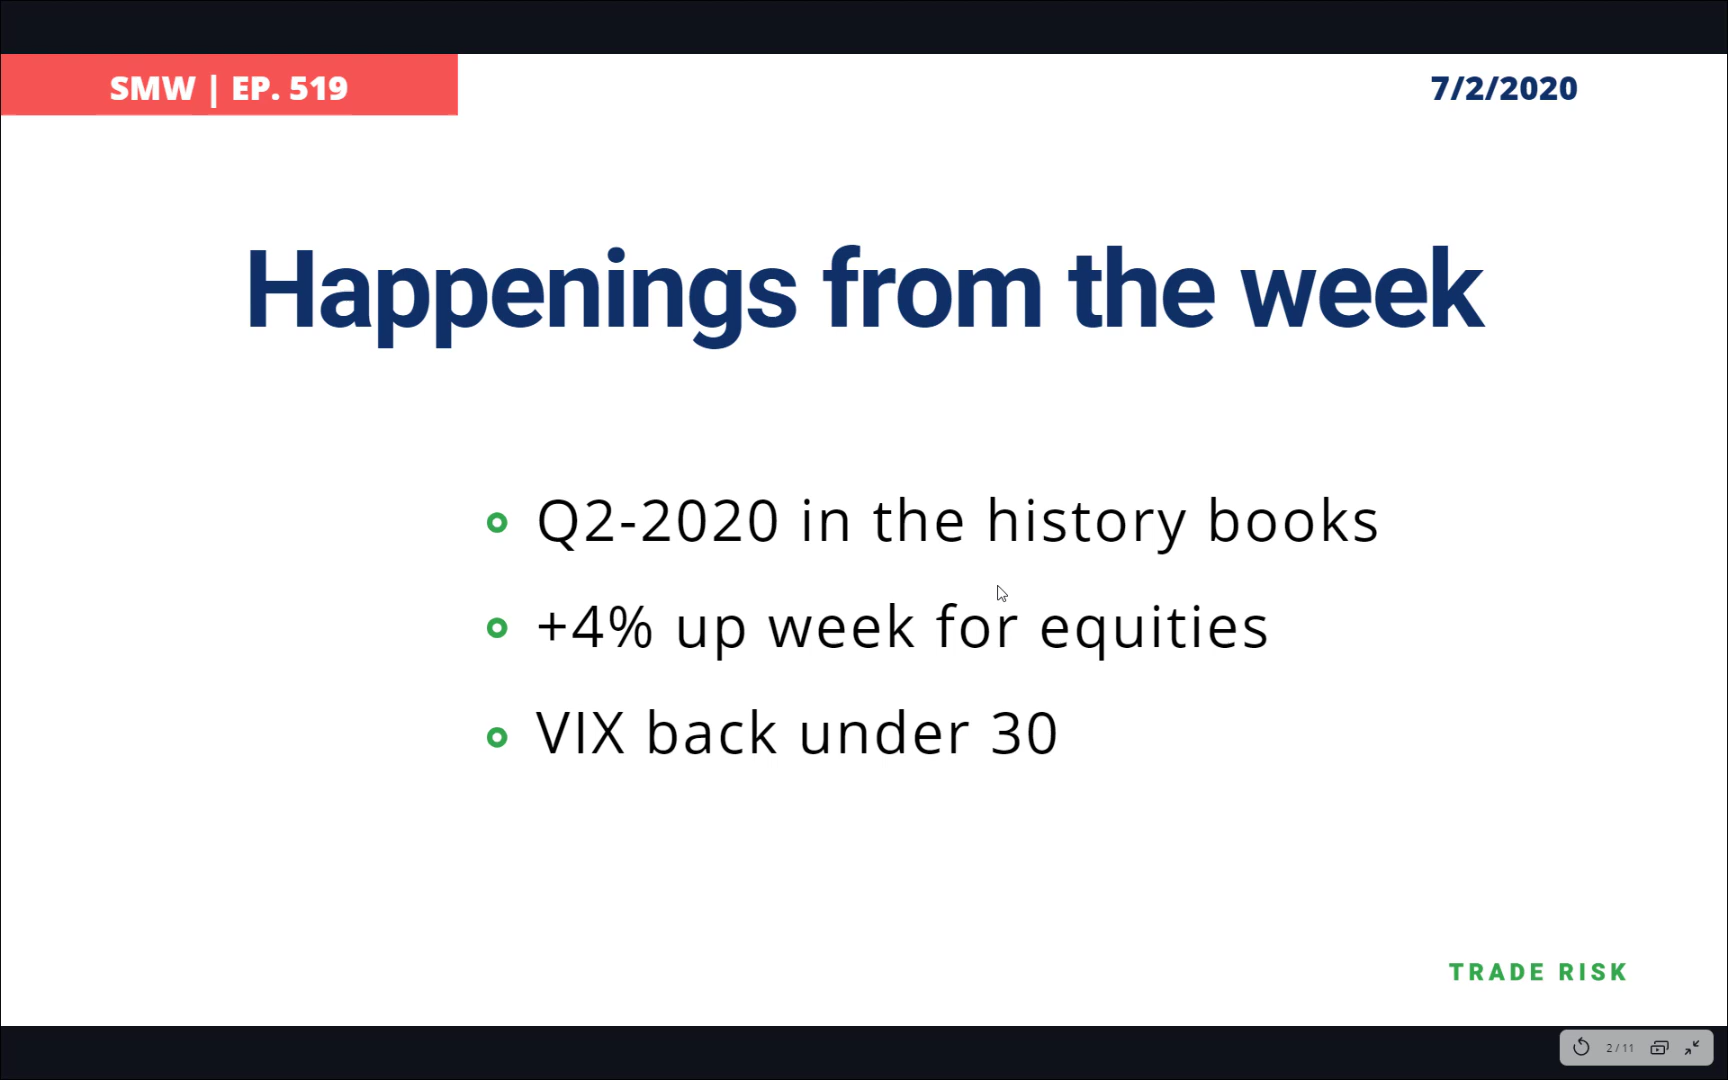 SMW | EP. 519
7/2/2020
Happenings from the week
Q2-2020 in the history books
+4% up week for equities
VIX back under 30
TRADE RISK
2/11